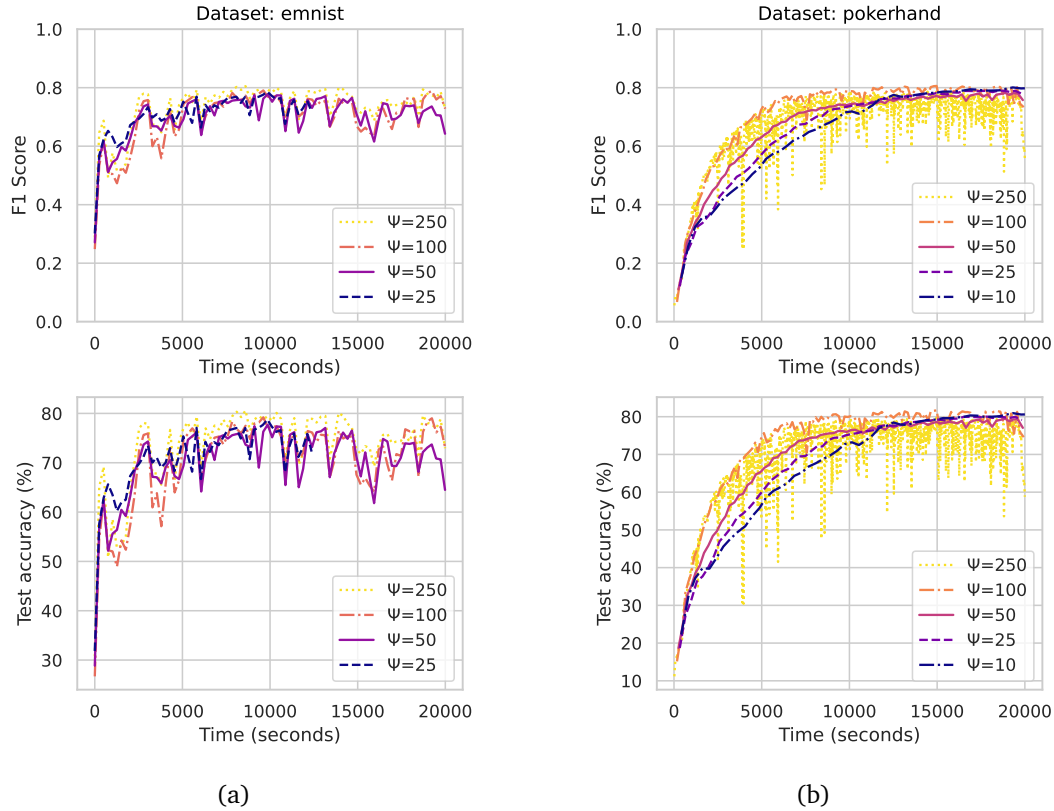 Dataset: emnist
1.0
0.8
0.6
0.4
0.2
0.0
F1 Score
Ψ=250
Ψ=100
Ψ=50
Ψ=25
0 5000 10000 15000 20000
Time (seconds)
Dataset: pokerhand
1.0
0.8
0.6
0.4
0.2
0.0
F1 Score
Ψ=250
Ψ=100
Ψ=50
Ψ=25
Ψ=10
0 5000 10000 15000 20000
Time (seconds)
80
70
60
50
40
30
Test accuracy (%)
Ψ=250
Ψ=100
Ψ=50
Ψ=25
0 5000 10000 15000 20000
Time (seconds)
80
70
60
50
40
30
20
10
Test accuracy (%)
Ψ=250
Ψ=100
Ψ=50
Ψ=25
Ψ=10
0 5000 10000 15000 20000
Time (seconds)
(a)
(b)